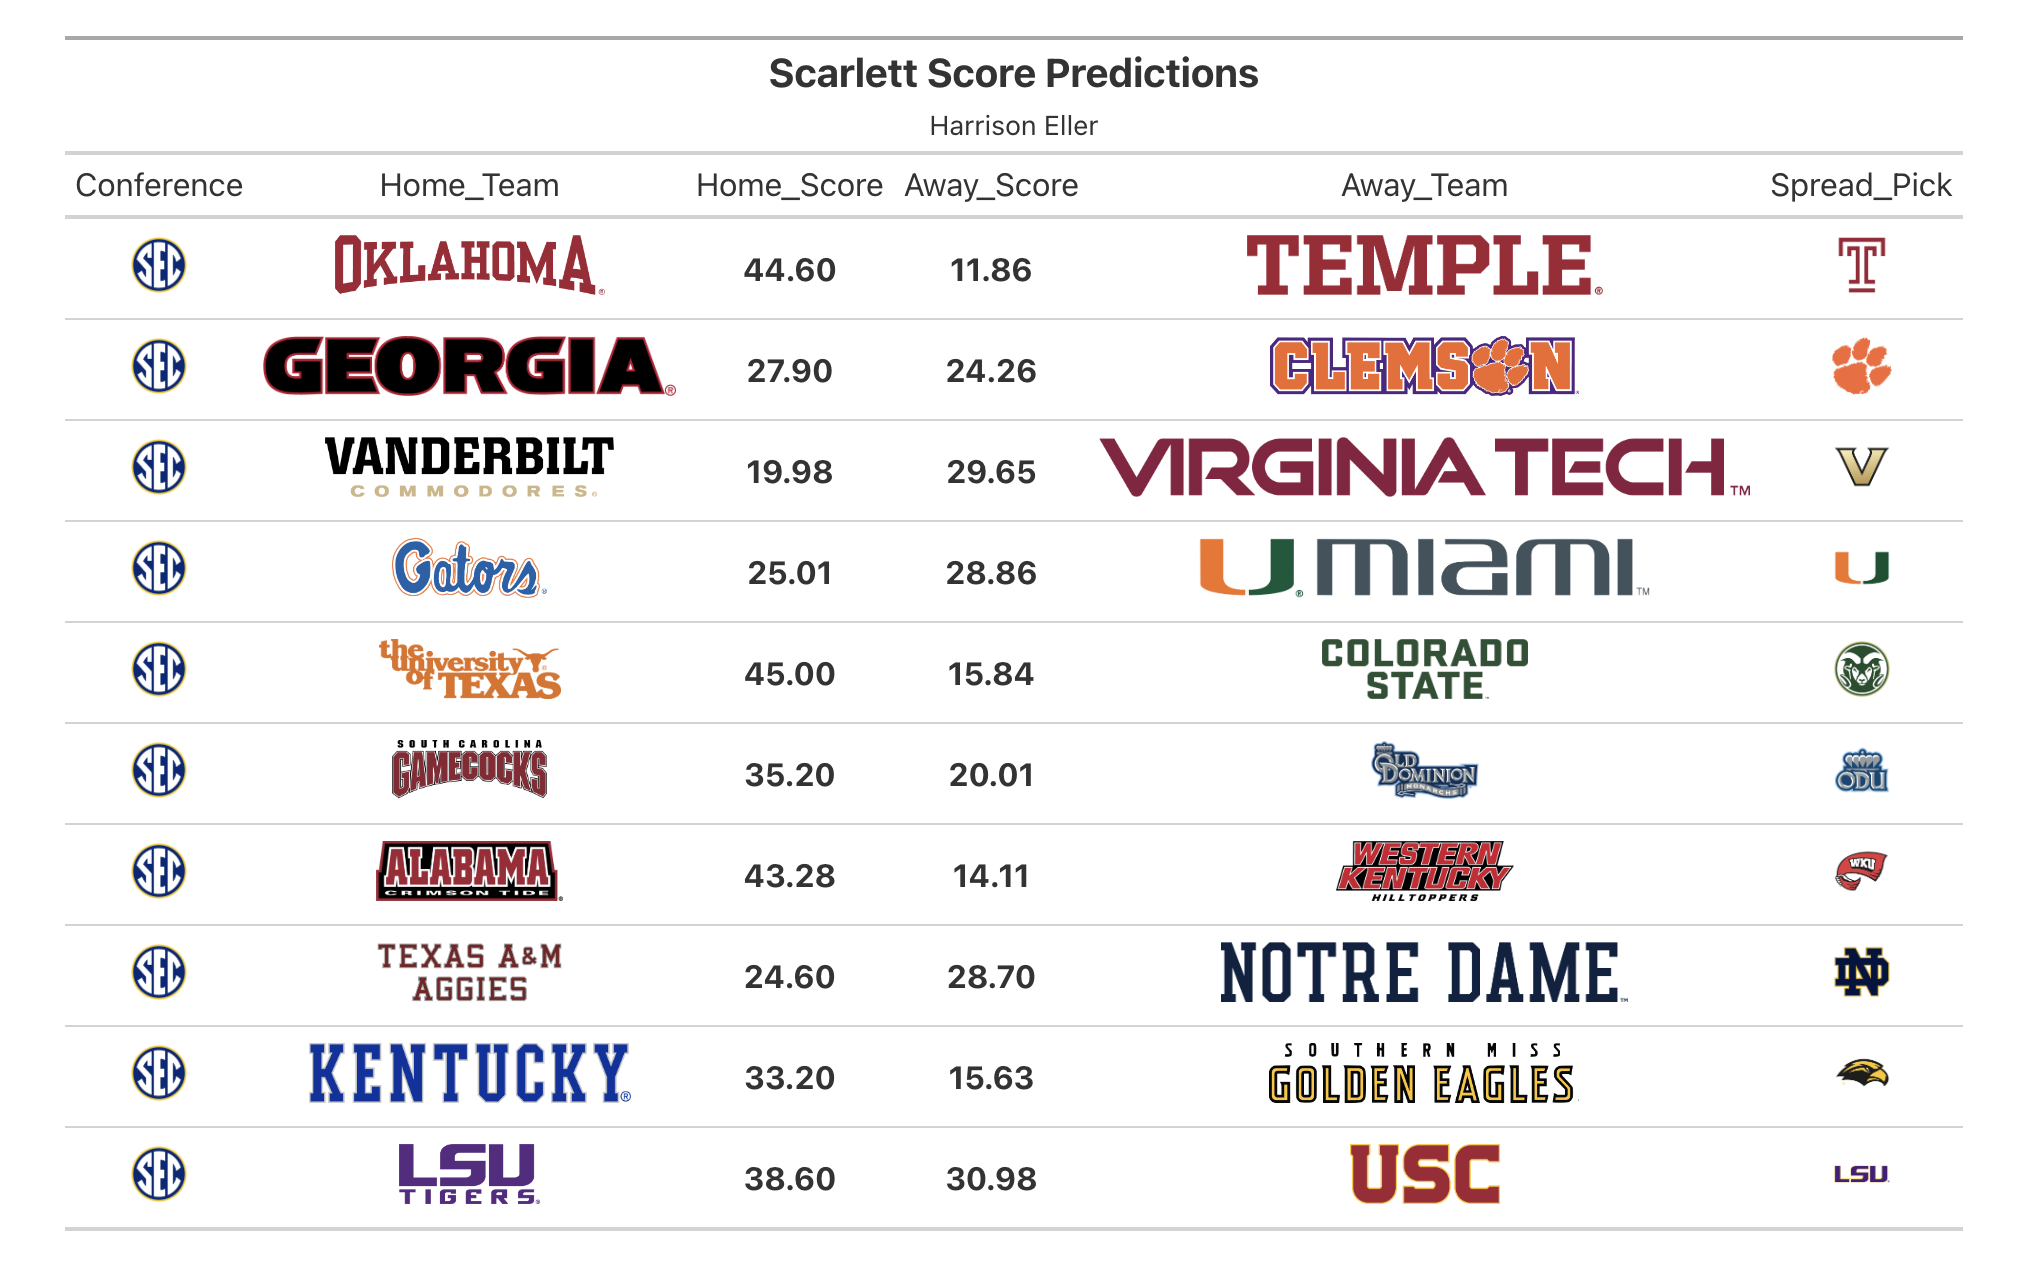 Scarlett Score Predictions
Harrison Eller
Conference Home_Team Home_Score Away_Score Away_Team Spread_Pick
SEC OKLAHOMA 44.60 11.86 TEMPLE T
SEC GEORGIA 27.90 24.26 CLEMSON
SEC VANDERBILT COMMODORES 19.98 29.65 VIRGINIA TECH V
SEC Gators 25.01 28.86 U MIAMI U
SEC the university of TEXAS 45.00 15.84 COLORADO STATE
SEC SOUTH CAROLINA GAMECOCKS 35.20 20.01 OLD DOMINION MONARCHS ODU
SEC ALABAMA CRIMSON TIDE 43.28 14.11 WESTERN KENTUCKY HILLTOPPERS WKU
SEC TEXAS A&M AGGIES 24.60 28.70 NOTRE DAME ND
SEC KENTUCKY 33.20 15.63 SOUTHERN MISS GOLDEN EAGLES
SEC LSU TIGERS 38.60 30.98 USC LSU